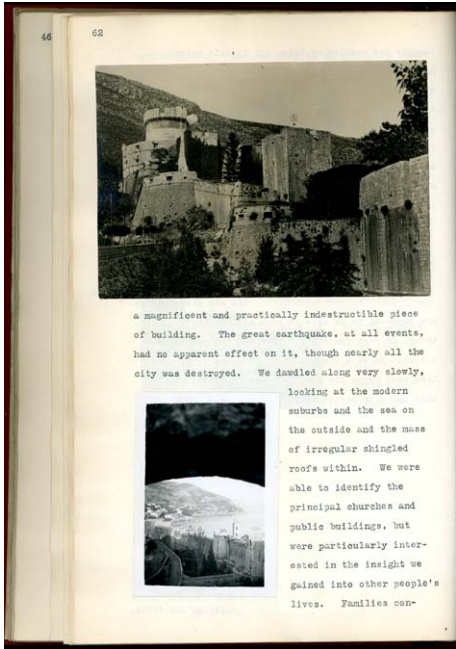 46
62
a magnificent and practically indestructible piece
of building. The great earthquake, at all events,
had no apparent effect on it, though nearly all the
city was destroyed. We dawdled along very slowly,
looking at the modern
suburbs and the sea on
the outside and the mass
of irregular shingled
roofs within. We were
able to identify the
principal churches and
public buildings, but
were particularly inter-
ested in the insight we
gained into other people's
lives. Families con-